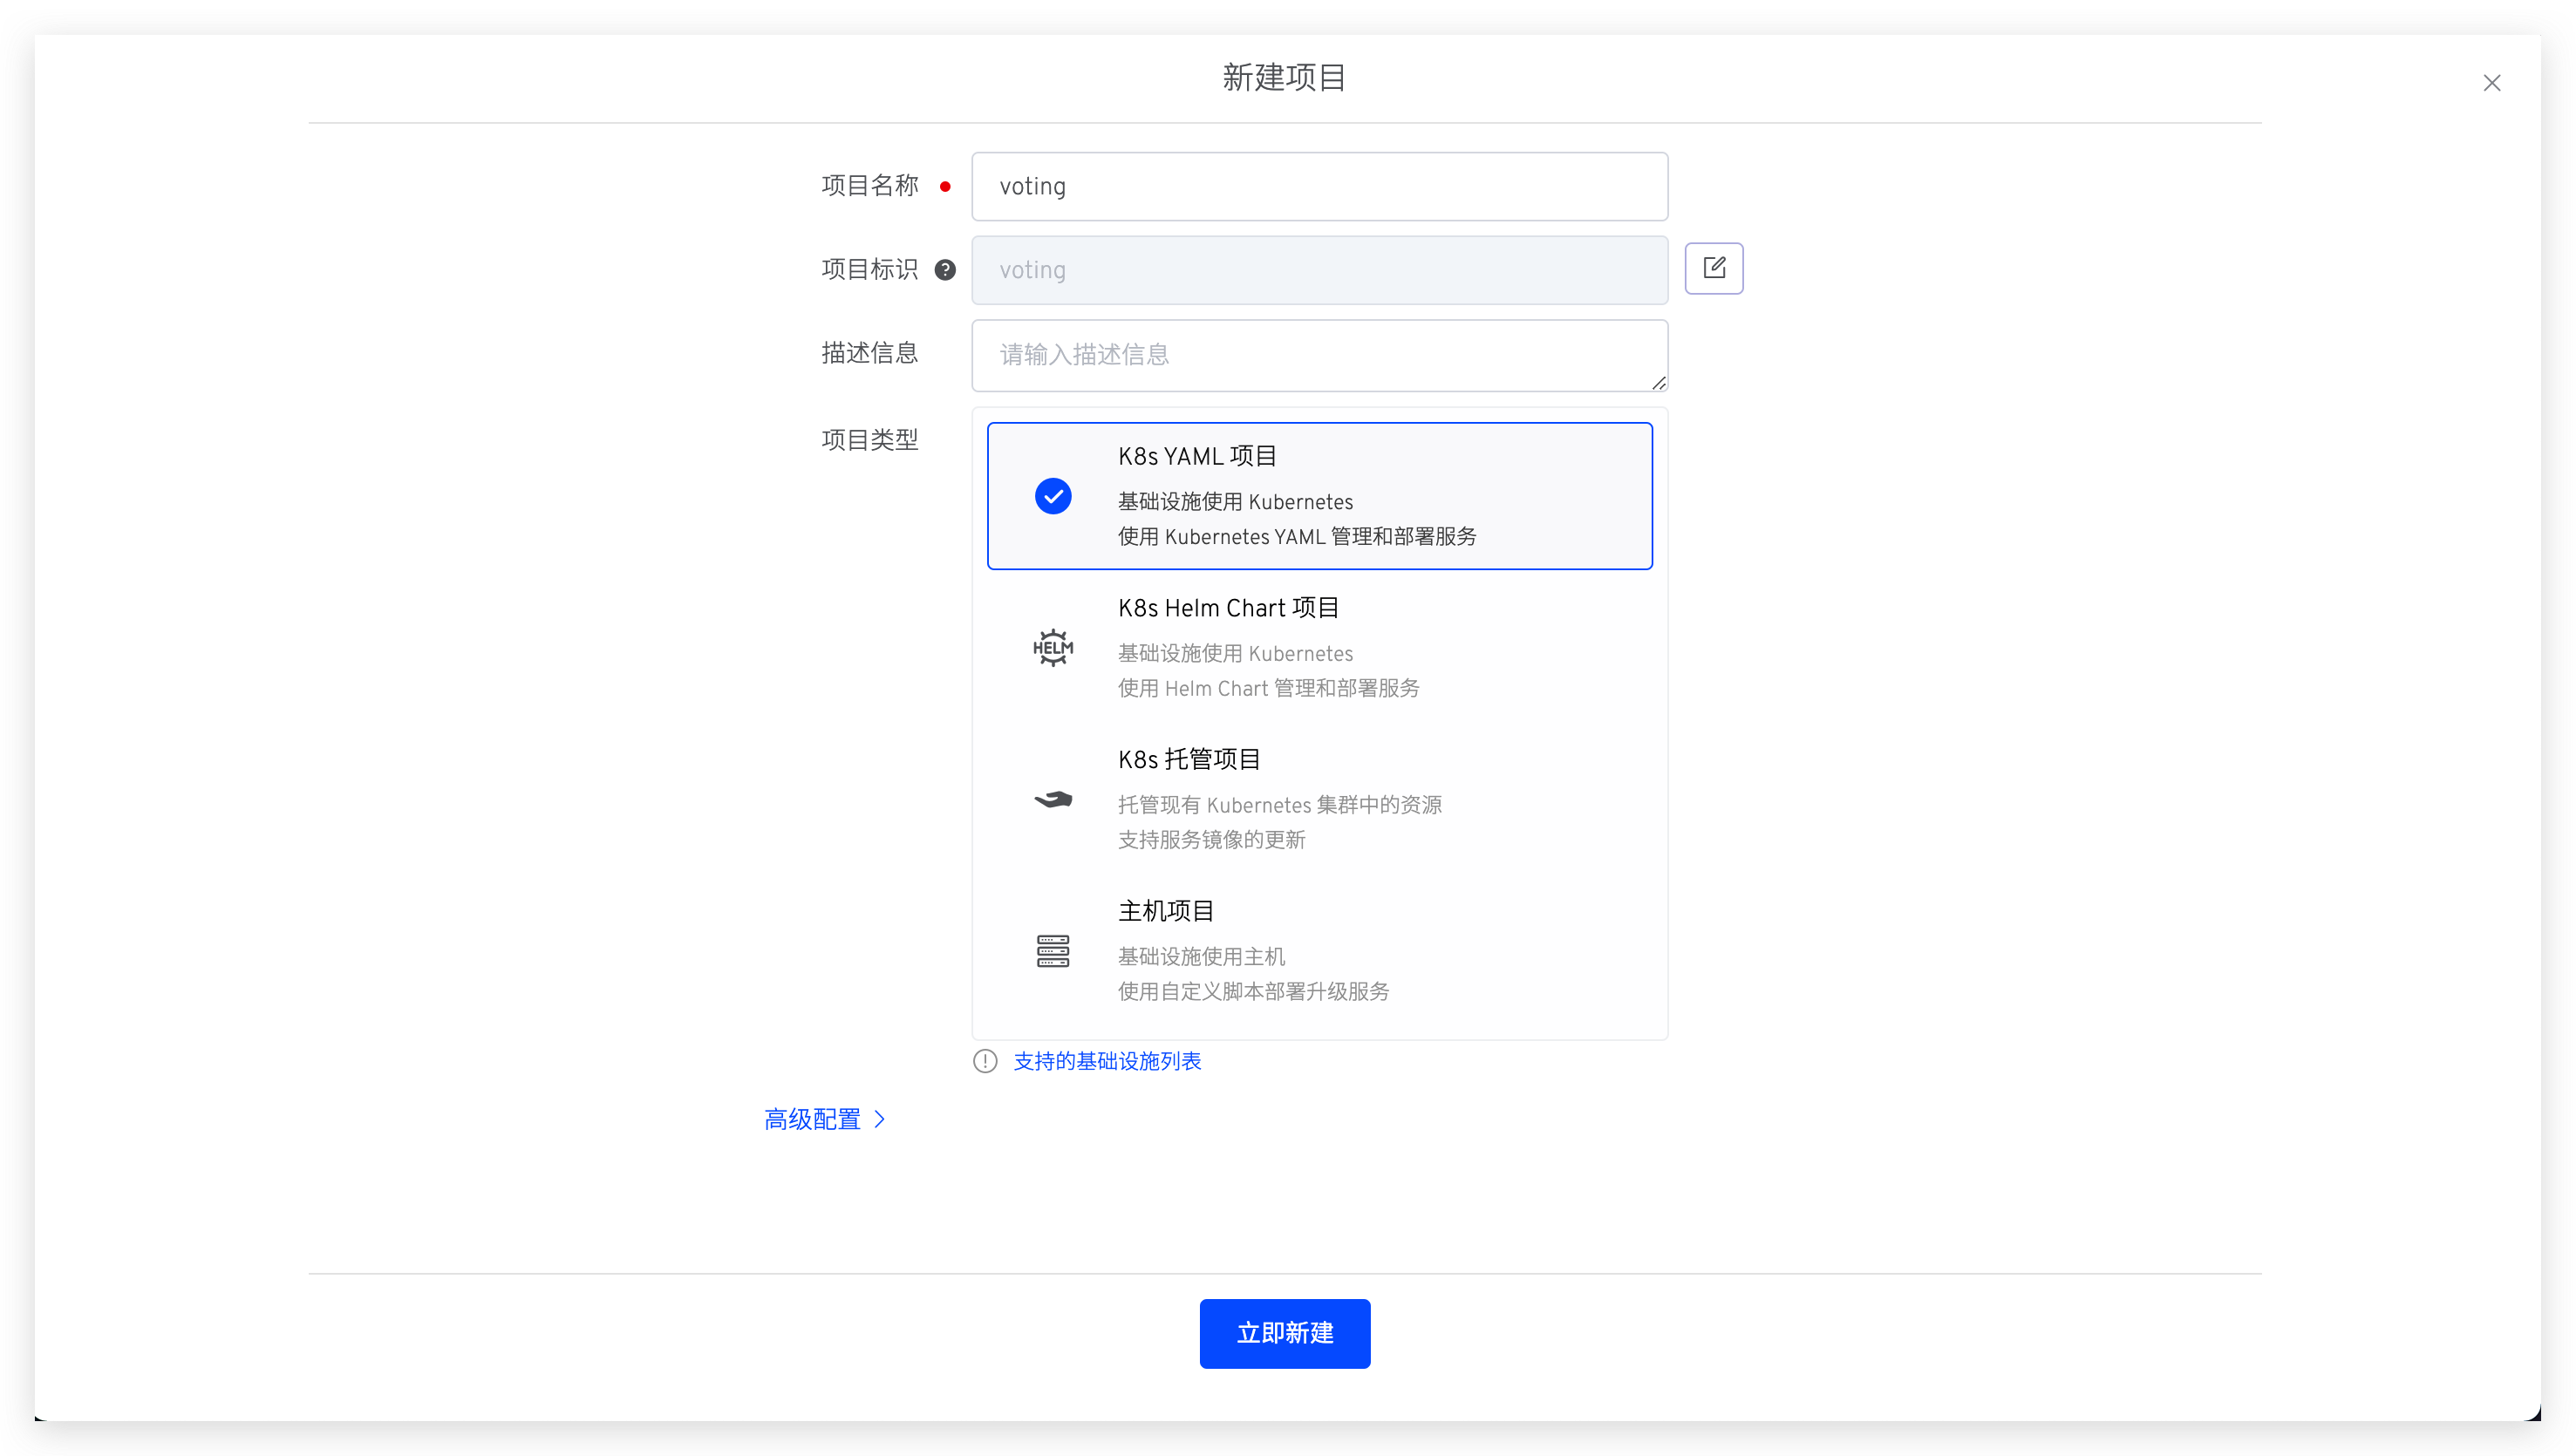 新建项目
项目名称
voting
项目标识
voting
描述信息
请输入描述信息
项目类型
K8s YAML 项目
基础设施使用 Kubernetes
使用 Kubernetes YAML 管理和部署服务
HELM
K8s Helm Chart 项目
基础设施使用 Kubernetes
使用 Helm Chart 管理和部署服务
K8s 托管项目
托管现有 Kubernetes 集群中的资源
支持服务镜像的更新
主机项目
基础设施使用主机
使用自定义脚本部署升级服务
支持的基础设施列表
高级配置
立即新建